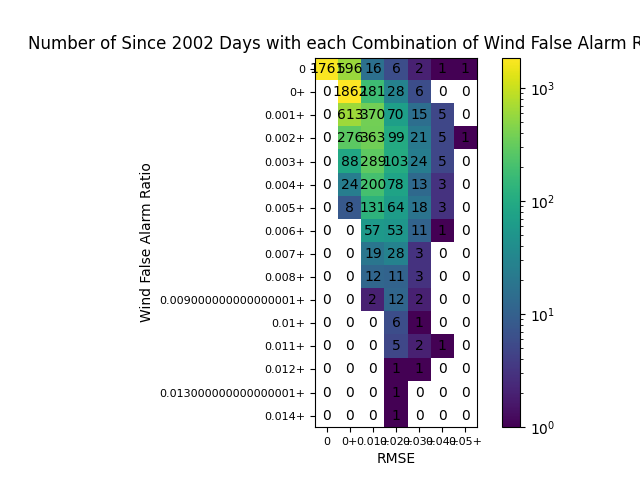 Number of Since 2002 Days with each Combination of Wind False Alarm R
Wind False Alarm Ratio
0 1761 596 16 6 2 1 1
0+ 0 1862 181 28 6 0 0
0.001+ 0 613 370 70 15 5 0
0.002+ 0 276 363 99 21 5 1
0.003+ 0 88 289 103 24 5 0
0.004+ 0 24 200 78 13 3 0
0.005+ 0 8 131 64 18 3 0
0.006+ 0 0 57 53 11 1 0
0.007+ 0 0 19 28 3 0 0
0.008+ 0 0 12 11 3 0 0
0.009000000000000001+ 0 0 2 12 2 0 0
0.01+ 0 0 0 6 1 0 0
0.011+ 0 0 0 5 2 1 0
0.012+ 0 0 0 1 1 0 0
0.013000000000000001+ 0 0 0 1 0 0 0
0.014+ 0 0 0 1 0 0 0
0 0+
RMSE
10³
10²
10¹
10⁰